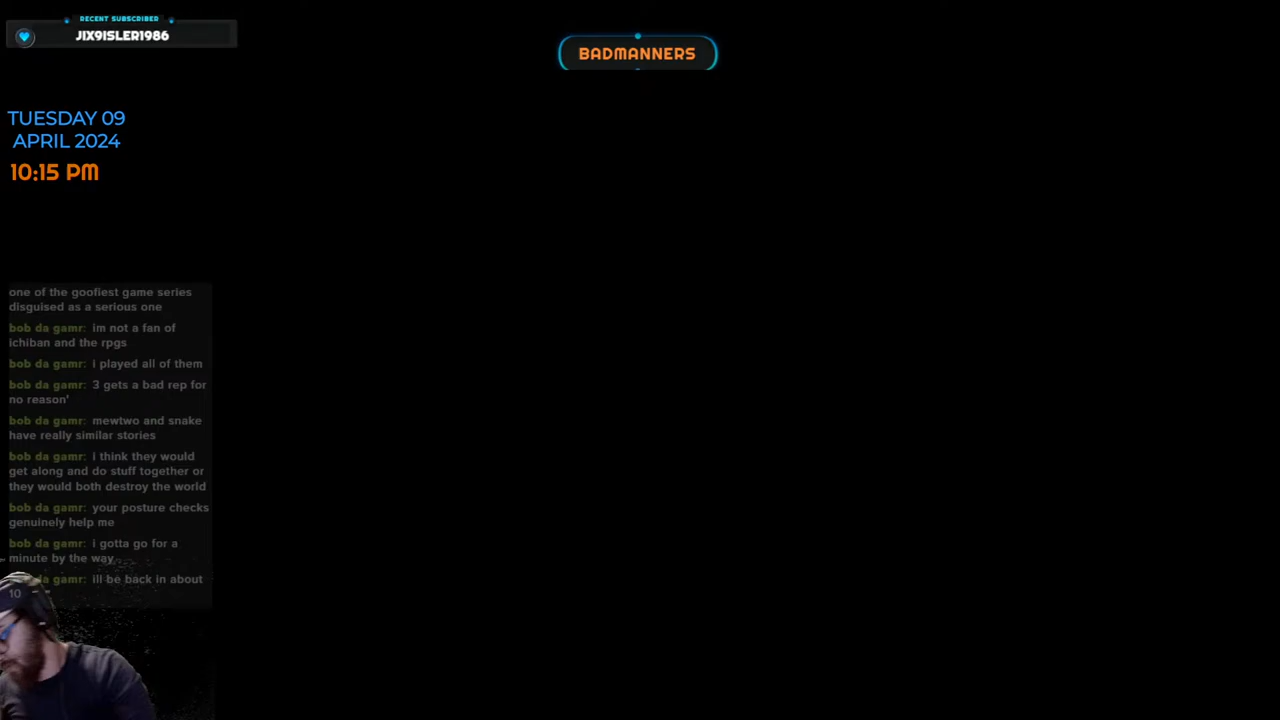 RECENT SUBSCRIBER
JIX9ISLER1986
BADMANNERS
TUESDAY 09
APRIL 2024
10:15 PM
one of the goofiest game series
disguised as a serious one
bob da gamr: im not a fan of
ichiban and the rpgs
bob da gamr: i played all of them
bob da gamr: 3 gets a bad rep for
no reason'
bob da gamr: mewtwo and snake
have really similar stories
bob da gamr: i think they would
get along and do stuff together or
they would both destroy the world
bob da gamr: your posture checks
genuinely help me
bob da gamr: i gotta go for a
minute by the way
da gamr: ill be back in about
10